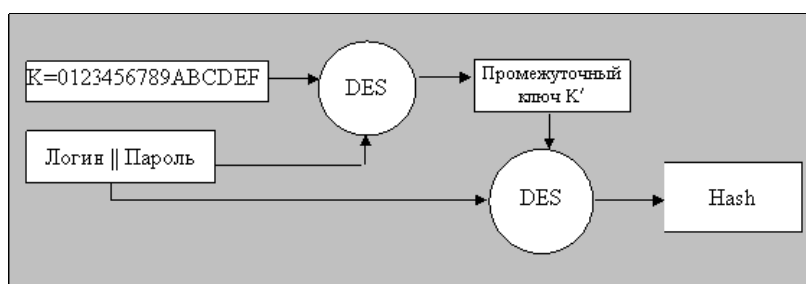 K=0123456789ABCDEF
DES
Промежуточный
ключ K′
Логин || Пароль
DES
Hash